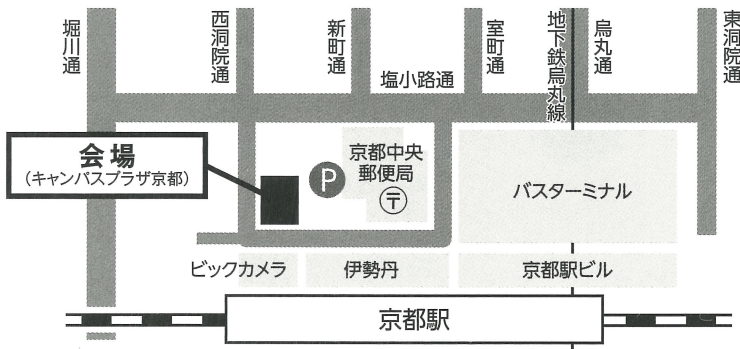 堀川通
西洞院通
新町通
塩小路通
室町通
地下鉄烏丸線
烏丸通
東洞院通
会場
(キャンパスプラザ京都)
P
京都中央
郵便局
〒
バスターミナル
ビックカメラ
伊勢丹
京都駅ビル
京都駅